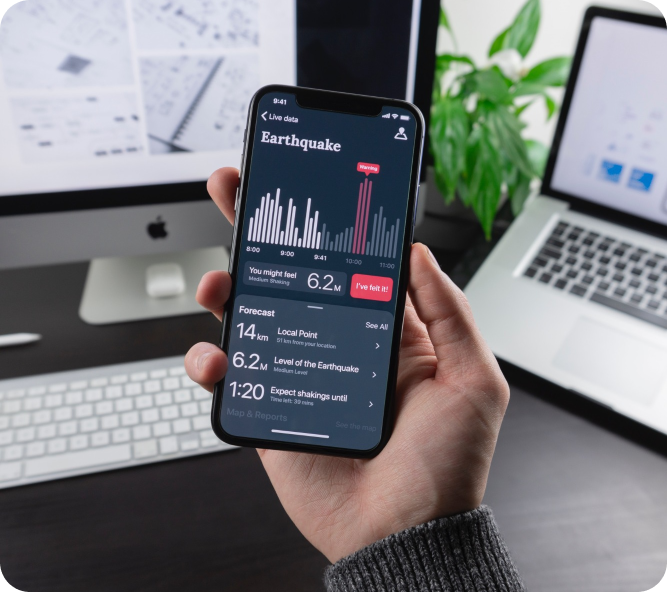 9:41
Live data
Earthquake
Warning
8:00 9:00 9:41 10:00 11:00
You might feel
Medium Shaking
6.2M
I've felt it!
Forecast
See All
14km
Local Point
51 km from your location
6.2M
Level of the Earthquake
Medium Level
1:20
Expect shakings until
Time left: 39 mins
Map & Reports
See the map